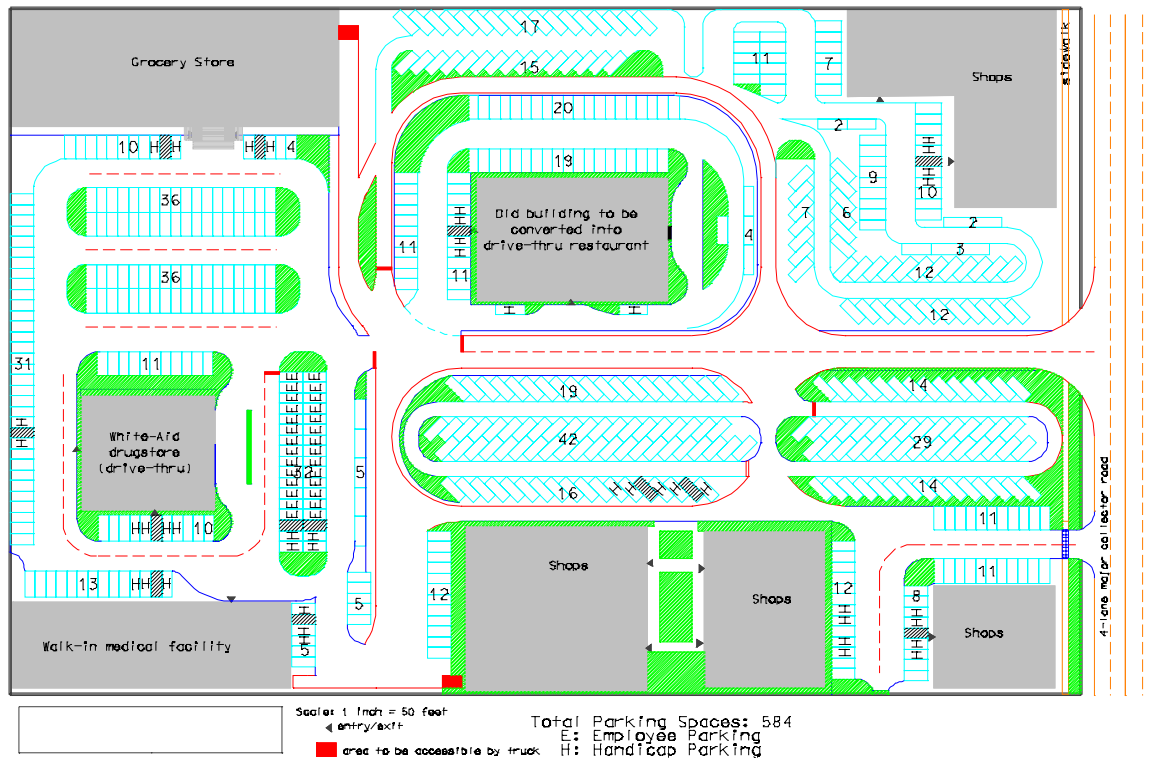 17
Grocery Store
15
11
7
Shops
sidewalk
20
2
10
H
H
H
H
4
19
H
H
9
10
H
H
36
7
6
Old building to be
converted into
drive-thru restaurant
H
H
H
H
11
4
2
3
36
11
12
H
H
12
31
11
19
14
H
H
White-Aid
drugstore
(drive-thru)
E E
E E
E E
E E
E E
E E
E E
E E
E E
E E
E E
32
H H
H H
5
42
29
16
H
H
H
H
14
HH
H
H
10
11
4-lane major collector road
13
HH
H
Shops
12
Shops
12
H
H
H
H
11
8
H
H
H
H
Shops
5
H
H
H
5
Walk-in medical facility
Scale: 1 inch = 50 feet
entry/exit
area to be accessible by truck
Total Parking Spaces: 584
E: Employee Parking
H: Handicap Parking